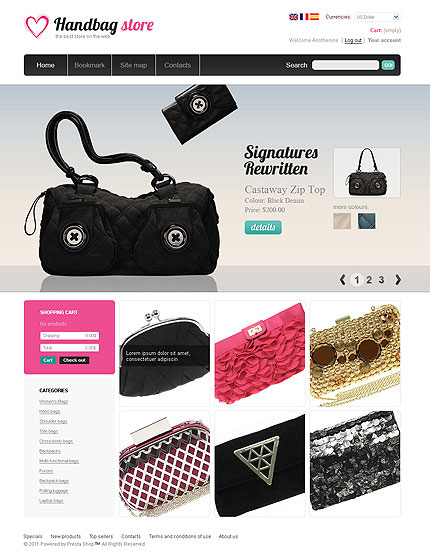 Handbag store
the best store on the web
Currencies: US Dollar
Cart: (empty)
Welcome Anotherone ( Log out ) Your account
Home Bookmark Site map Contacts Search GO!
Signatures
Rewritten
Castaway Zip Top
Colour: Black Denim
Price: $200.00
details
more colours:
1 2 3
SHOPPING CART
No products
Shipping 0.00$
Total 0.00$
Cart Check out
Lorem ipsum dolor sit amet,
consectetuer adipiscing
CATEGORIES
Women's Bags
Hobo bags
Shoulder bags
Tote bags
Cross-body bags
Backpacks
Multi-functional bags
Purses
Backpack bags
Rolling luggage
Laptop bags
Specials New products Top sellers Contacts Terms and conditions of use About us
© 2011 Powered by Presta Shop™. All Rights Reserved